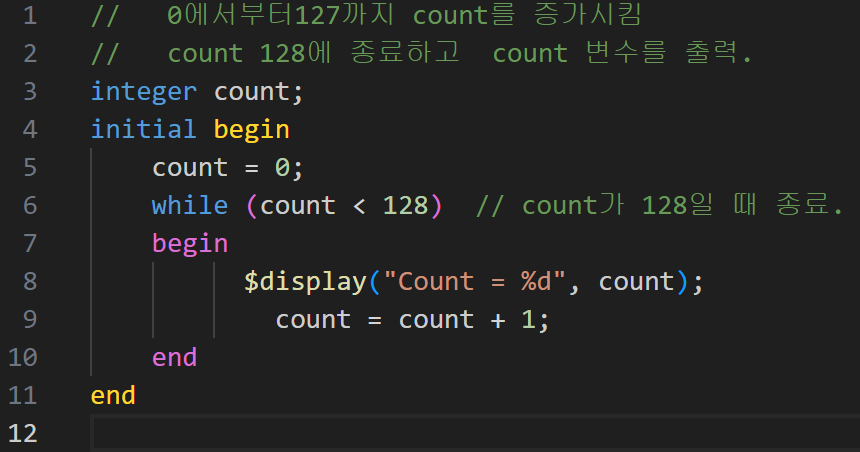 1 // 0에서부터127까지 count를 증가시킴
2 // count 128에 종료하고 count 변수를 출력.
3 integer count;
4 initial begin
5 count = 0;
6 while (count < 128) // count가 128일 때 종료.
7 begin
8 $display("Count = %d", count);
9 count = count + 1;
10 end
11 end
12